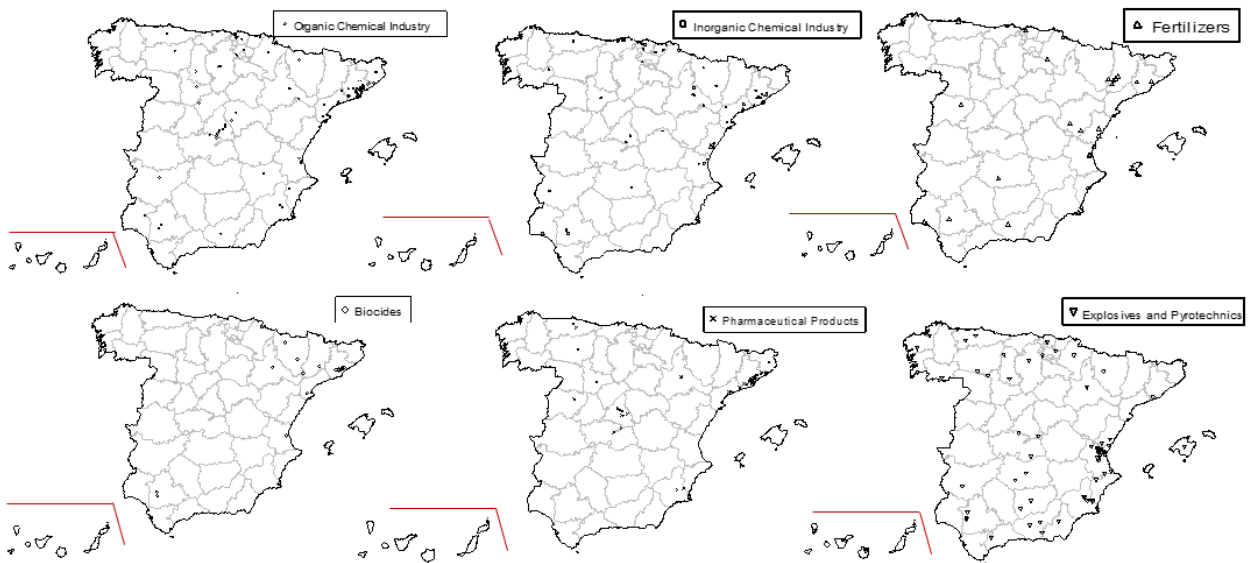 Organic Chemical Industry
Inorganic Chemical Industry
Fertilizers
Biocides
Pharmaceutical Products
Explosives and Pyrotechnics